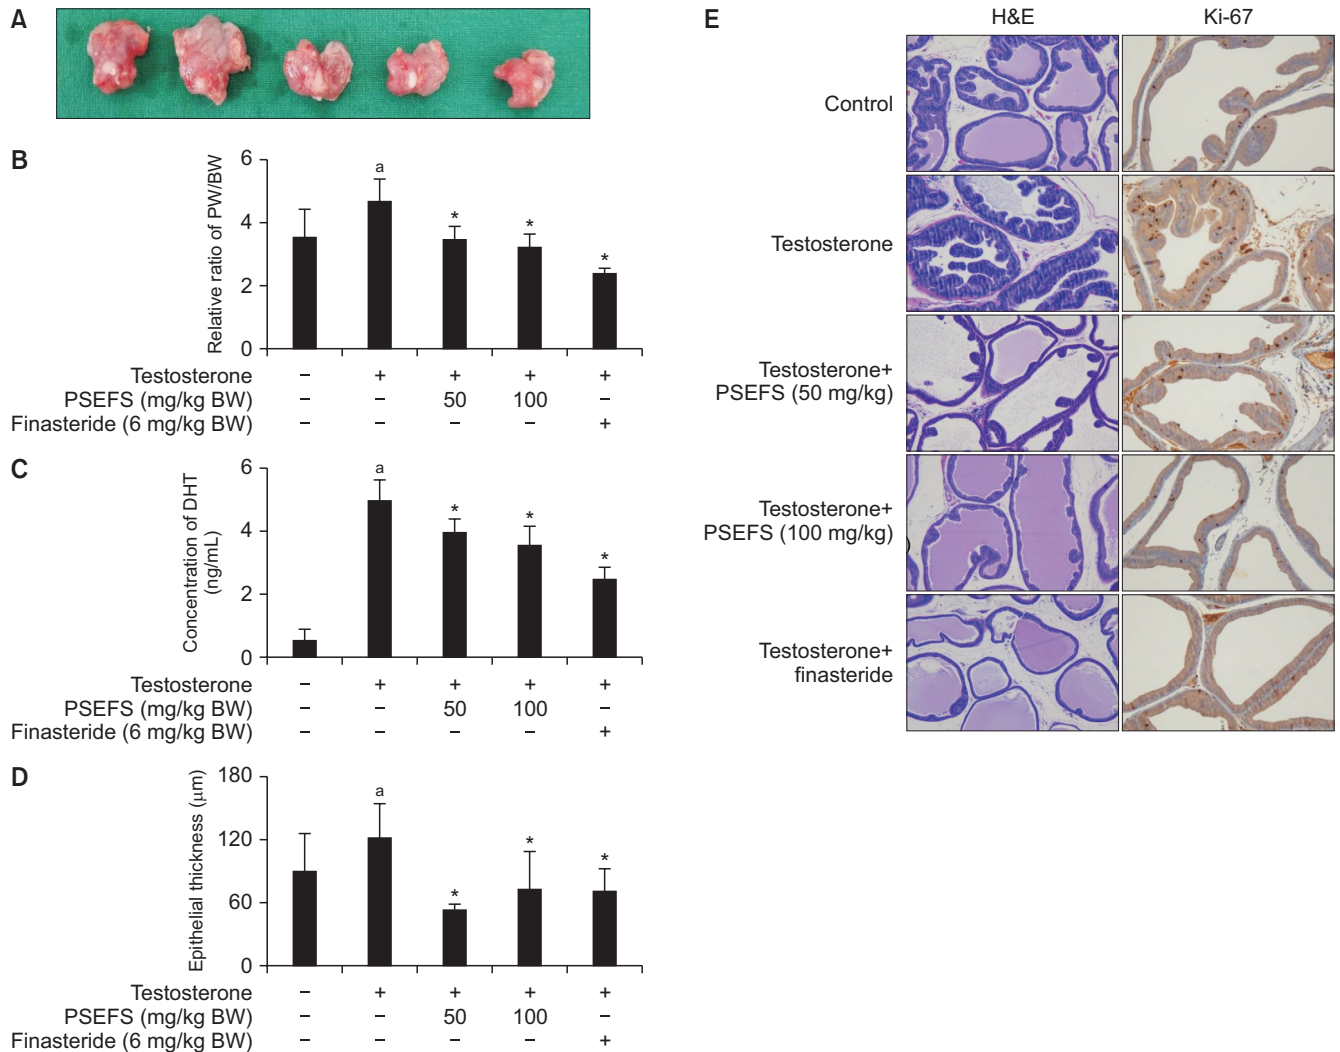 A
B
6
4
2
0
Relative ratio of PW/BW
a
*
*
*
Testosterone − + + + +
PSEFS (mg/kg BW) − − 50 100 −
Finasteride (6 mg/kg BW) − − − − +
C
6
4
2
0
Concentration of DHT
(ng/mL)
a
*
*
*
Testosterone − + + + +
PSEFS (mg/kg BW) − − 50 100 −
Finasteride (6 mg/kg BW) − − − − +
D
180
120
60
0
Epithelial thickness (μm)
a
*
*
*
Testosterone − + + + +
PSEFS (mg/kg BW) − − 50 100 −
Finasteride (6 mg/kg BW) − − − − +
E
H&E Ki-67
Control
Testosterone
Testosterone+
PSEFS (50 mg/kg)
Testosterone+
PSEFS (100 mg/kg)
Testosterone+
finasteride